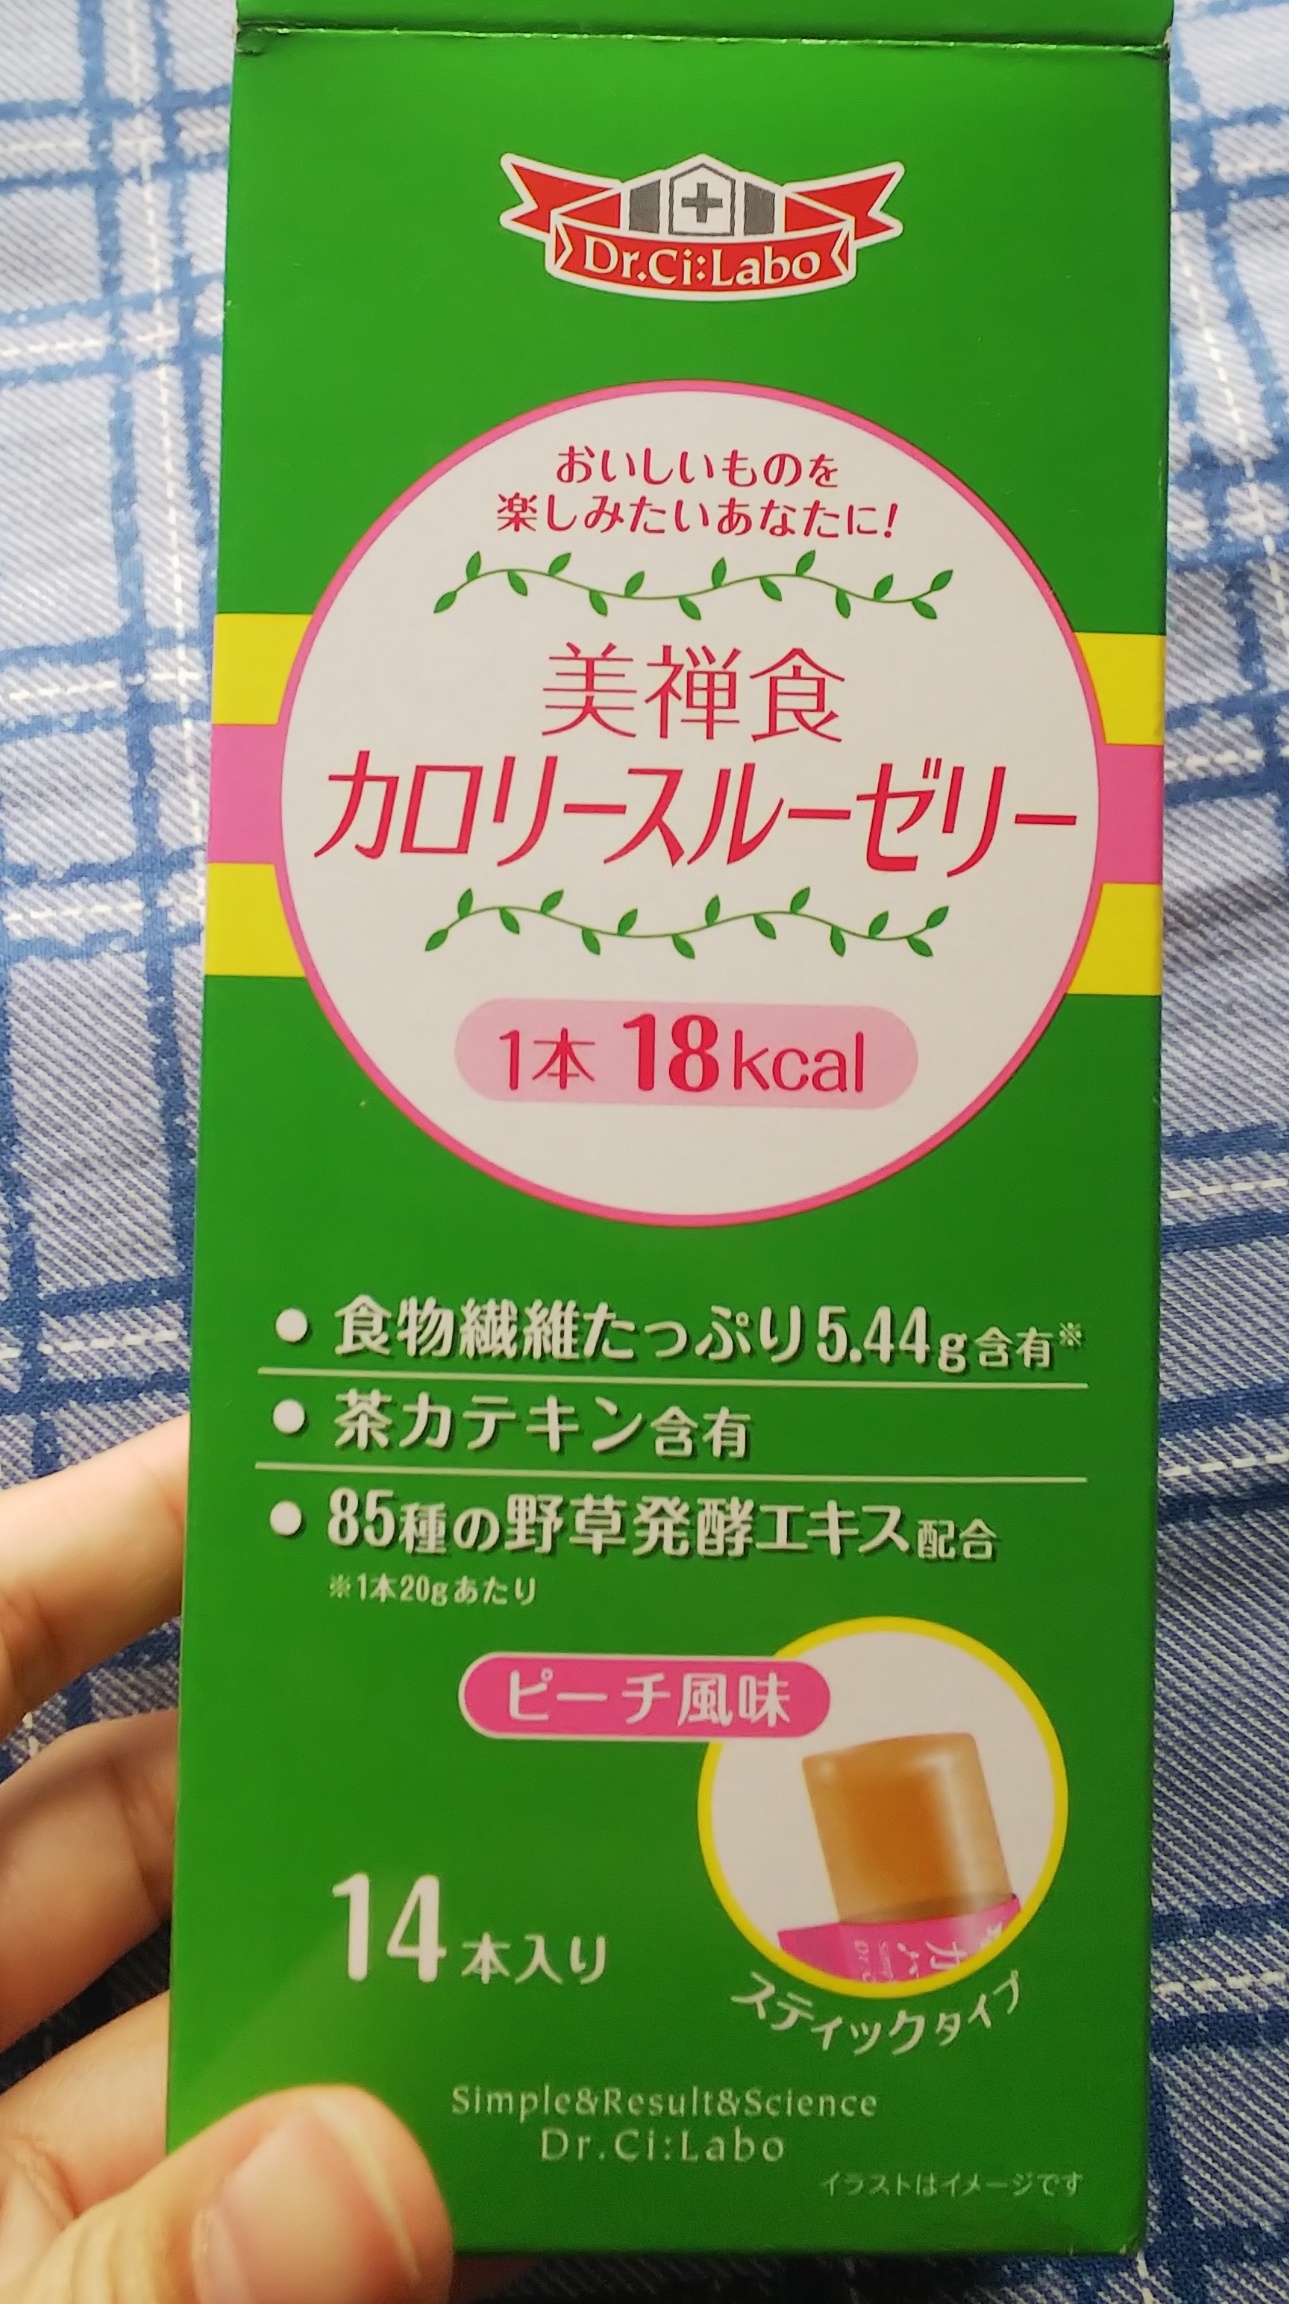 Dr.Ci:Labo
おいしいものを
楽しみたいあなたに!
美禅食
カロリースルーゼリー
1本 18kcal
● 食物繊維たっぷり5.44g含有※
● 茶カテキン含有
● 85種の野草発酵エキス配合
※1本20gあたり
ピーチ風味
14本入り
スティックタイプ
Simple&Result&Science
Dr.Ci:Labo
イラストはイメージです